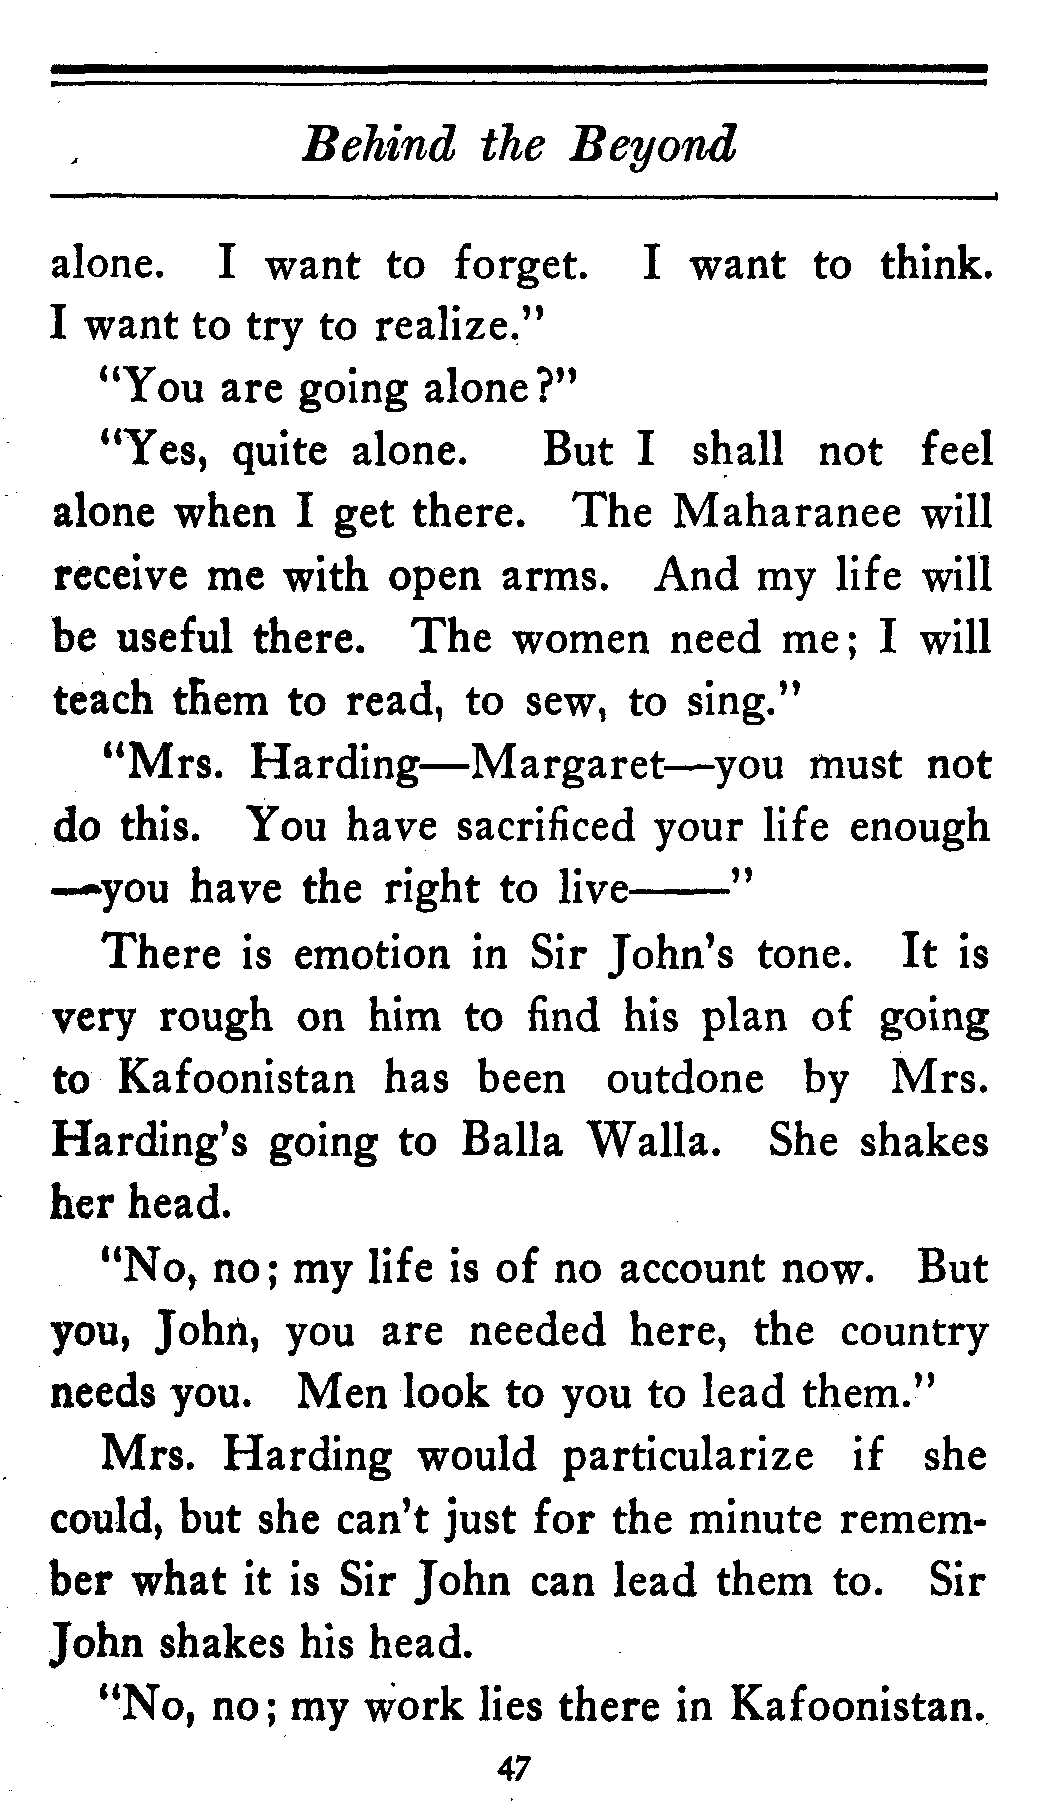 Behind the Beyond
alone. I want to forget. I want to think.
I want to try to realize."
"You are going alone?"
"Yes, quite alone. But I shall not feel
alone when I get there. The Maharanee will
receive me with open arms. And my life will
be useful there. The women need me; I will
teach them to read, to sew, to sing."
"Mrs. Harding—Margaret—you must not
do this. You have sacrificed your life enough
—you have the right to live——"
There is emotion in Sir John's tone. It is
very rough on him to find his plan of going
to Kafoonistan has been outdone by Mrs.
Harding's going to Balla Walla. She shakes
her head.
"No, no; my life is of no account now. But
you, John, you are needed here, the country
needs you. Men look to you to lead them."
Mrs. Harding would particularize if she
could, but she can't just for the minute remem-
ber what it is Sir John can lead them to. Sir
John shakes his head.
"No, no; my work lies there in Kafoonistan.
47